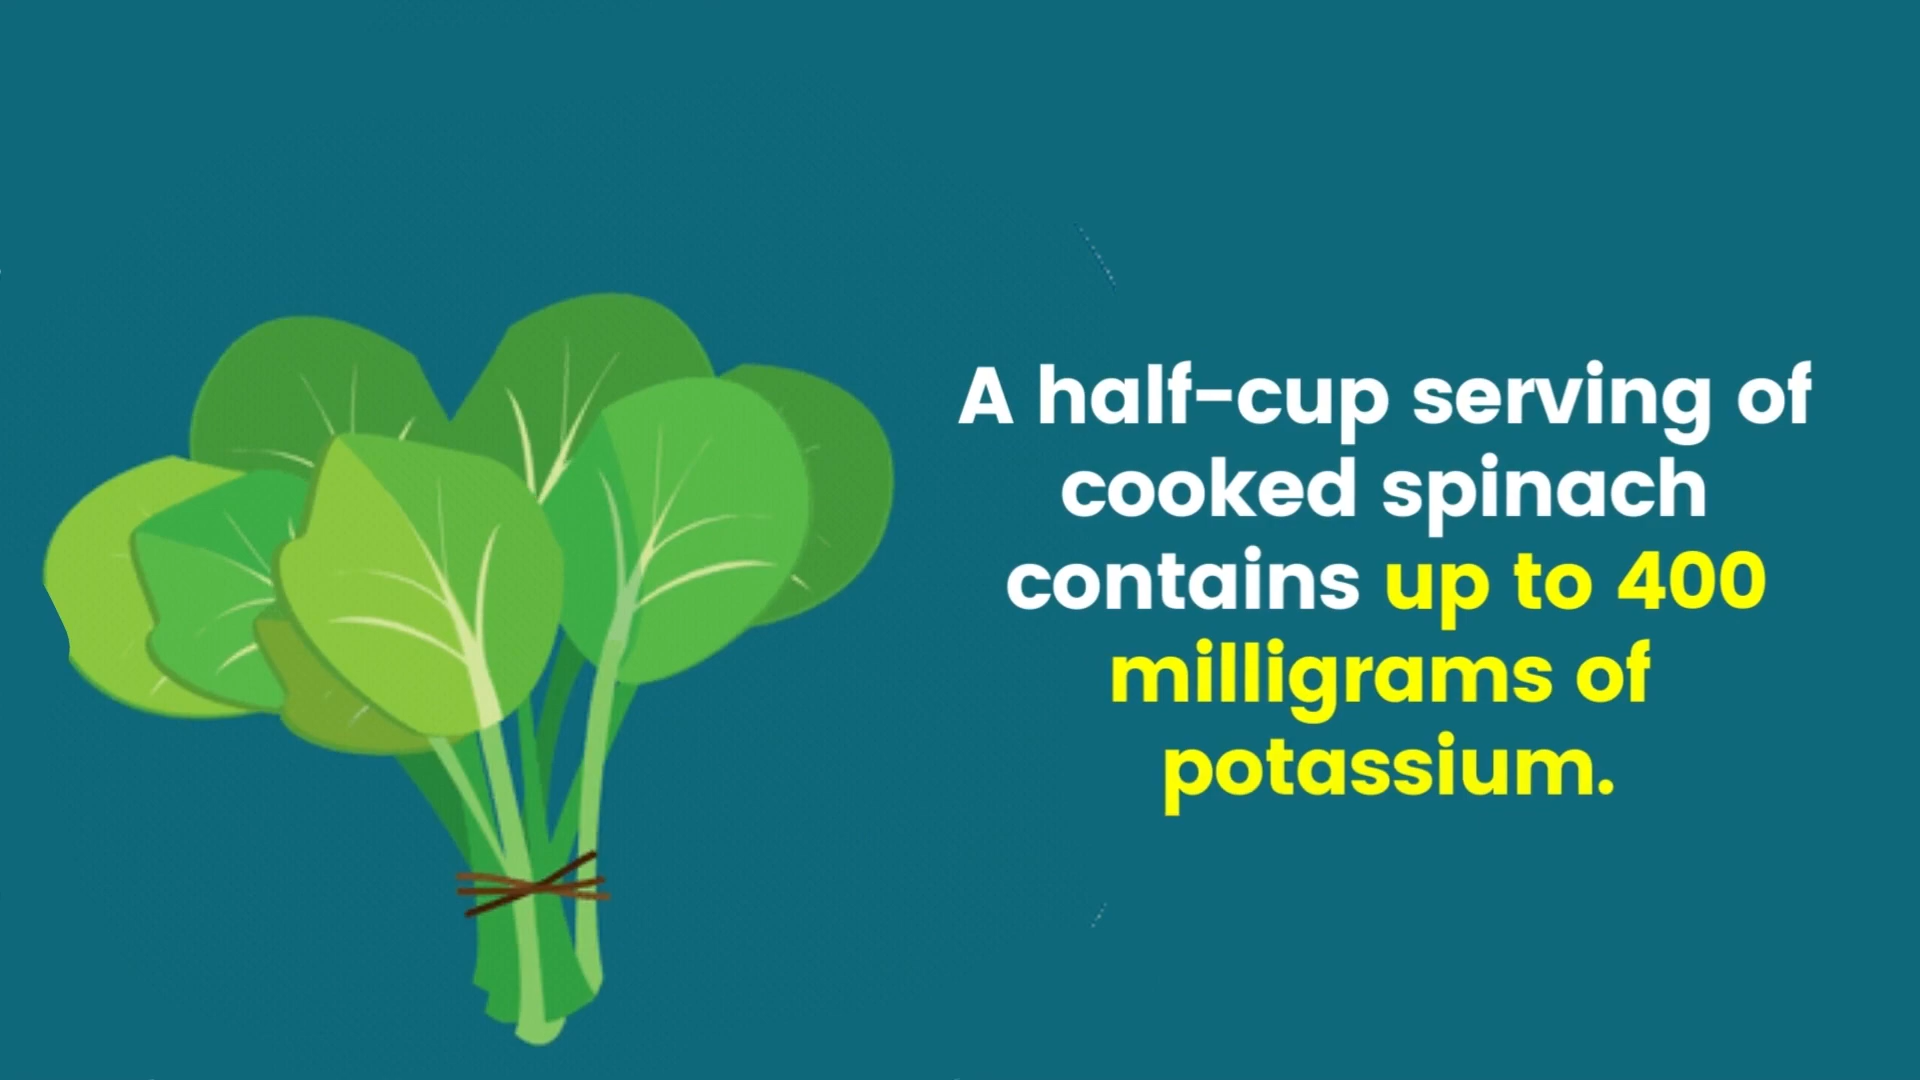 A half-cup serving of
cooked spinach
contains up to 400
milligrams of
potassium.